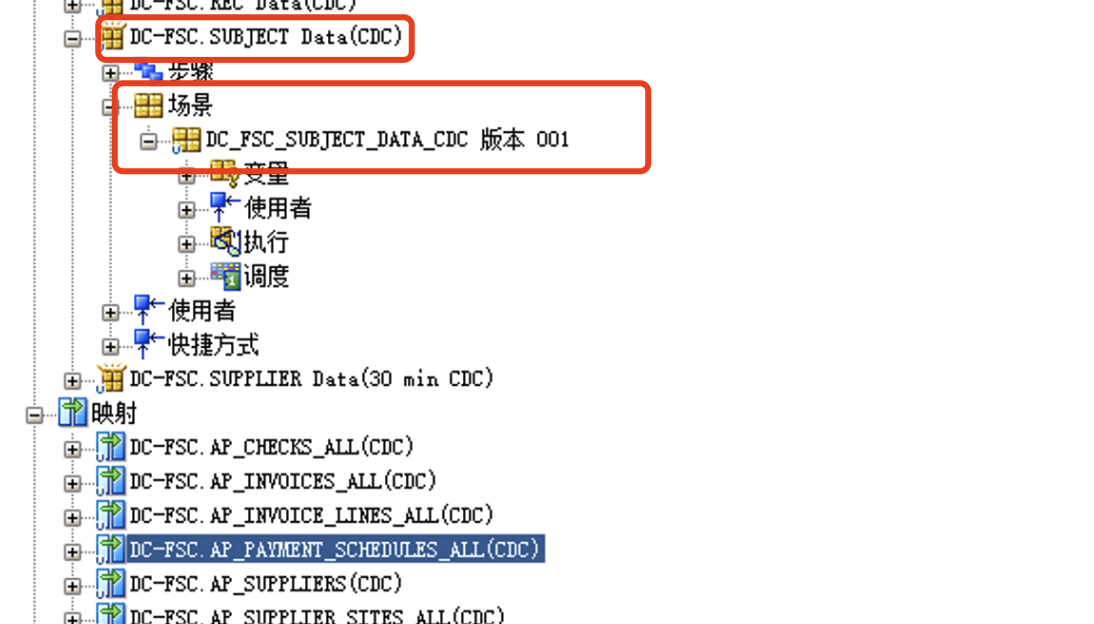 DC-FSC.REC Data(CDC)
DC-FSC.SUBJECT Data(CDC)
步骤
场景
DC_FSC_SUBJECT_DATA_CDC 版本 001
变量
使用者
执行
调度
使用者
快捷方式
DC-FSC.SUPPLIER Data(30 min CDC)
映射
DC-FSC.AP_CHECKS_ALL(CDC)
DC-FSC.AP_INVOICES_ALL(CDC)
DC-FSC.AP_INVOICE_LINES_ALL(CDC)
DC-FSC.AP_PAYMENT_SCHEDULES_ALL(CDC)
DC-FSC.AP_SUPPLIERS(CDC)
DC-FSC.AP_SUPPLIER_SITES_ALL(CDC)